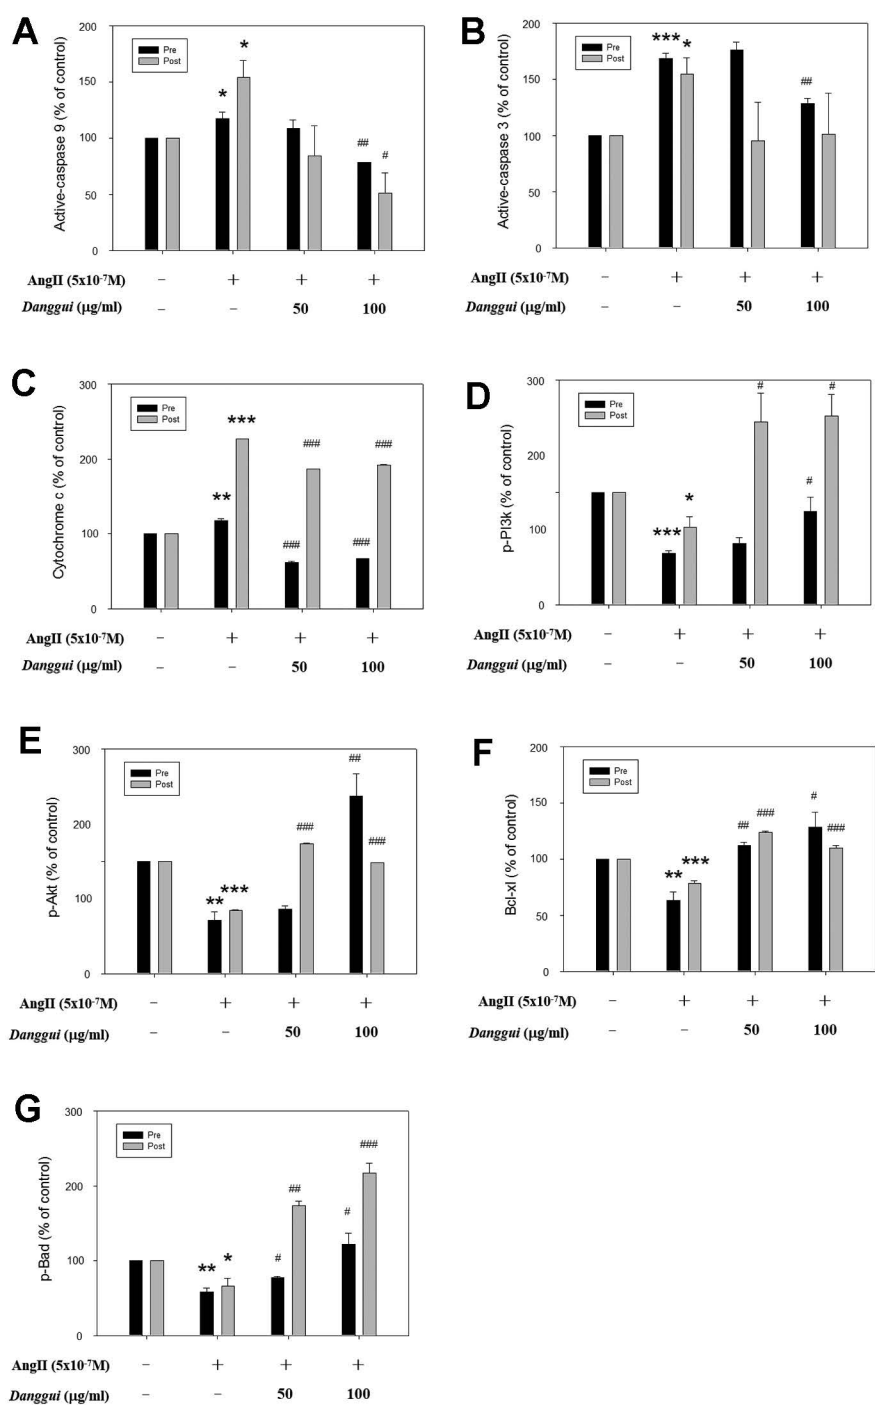 A
Active-caspase 9 (% of control)
200
150
100
50
0
Pre
Post
*
*
##
#
AngII (5x10-7M) – + + +
Danggui (μg/ml) – – 50 100
B
Active-caspase 3 (% of control)
200
150
100
50
0
Pre
Post
***
*
##
AngII (5x10-7M) – + + +
Danggui (μg/ml) – – 50 100
C
Cytochrome c (% of control)
300
200
100
0
Pre
Post
**
***
###
###
###
###
AngII (5x10-7M) – + + +
Danggui (μg/ml) – – 50 100
D
p-PI3k (% of control)
300
200
100
0
Pre
Post
***
*
#
#
#
AngII (5x10-7M) – + + +
Danggui (μg/ml) – – 50 100
E
p-Akt (% of control)
300
200
100
0
Pre
Post
**
***
###
##
###
AngII (5x10-7M) – + + +
Danggui (μg/ml) – – 50 100
F
Bcl-xl (% of control)
200
150
100
50
0
Pre
Post
**
***
##
###
#
###
AngII (5x10-7M) – + + +
Danggui (μg/ml) – – 50 100
G
p-Bad (% of control)
300
200
100
0
Pre
Post
**
*
#
##
#
###
AngII (5x10-7M) – + + +
Danggui (μg/ml) – – 50 100